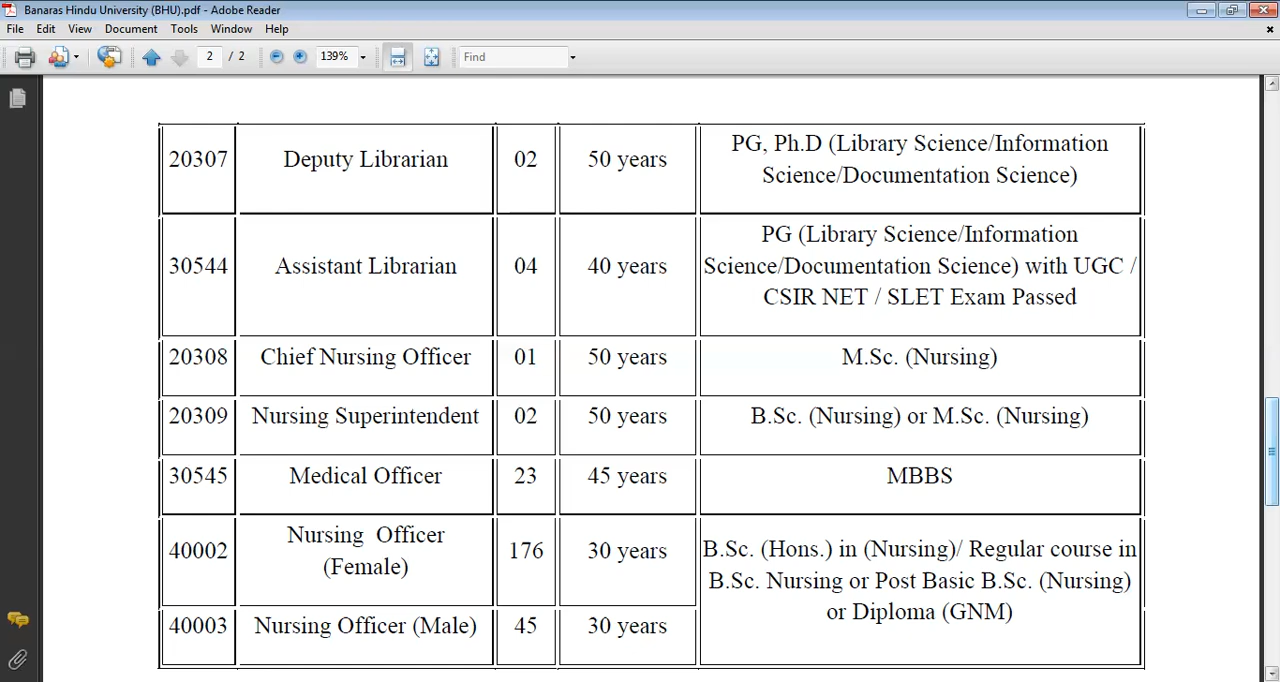 Banaras Hindu University (BHU).pdf - Adobe Reader
File Edit View Document Tools Window Help
2 / 2 139% Find
20307 Deputy Librarian 02 50 years PG, Ph.D (Library Science/Information
Science/Documentation Science)
30544 Assistant Librarian 04 40 years PG (Library Science/Information
Science/Documentation Science) with UGC /
CSIR NET / SLET Exam Passed
20308 Chief Nursing Officer 01 50 years M.Sc. (Nursing)
20309 Nursing Superintendent 02 50 years B.Sc. (Nursing) or M.Sc. (Nursing)
30545 Medical Officer 23 45 years MBBS
40002 Nursing Officer
(Female) 176 30 years B.Sc. (Hons.) in (Nursing)/ Regular course in
B.Sc. Nursing or Post Basic B.Sc. (Nursing)
or Diploma (GNM)
40003 Nursing Officer (Male) 45 30 years